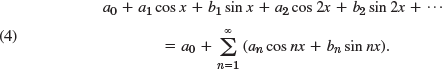 a₀ + a₁ cos x + b₁ sin x + a₂ cos 2x + b₂ sin 2x + ⋯
(4)
= a₀ + ∑_{n=1}^{∞} (aₙ cos nx + bₙ sin nx).